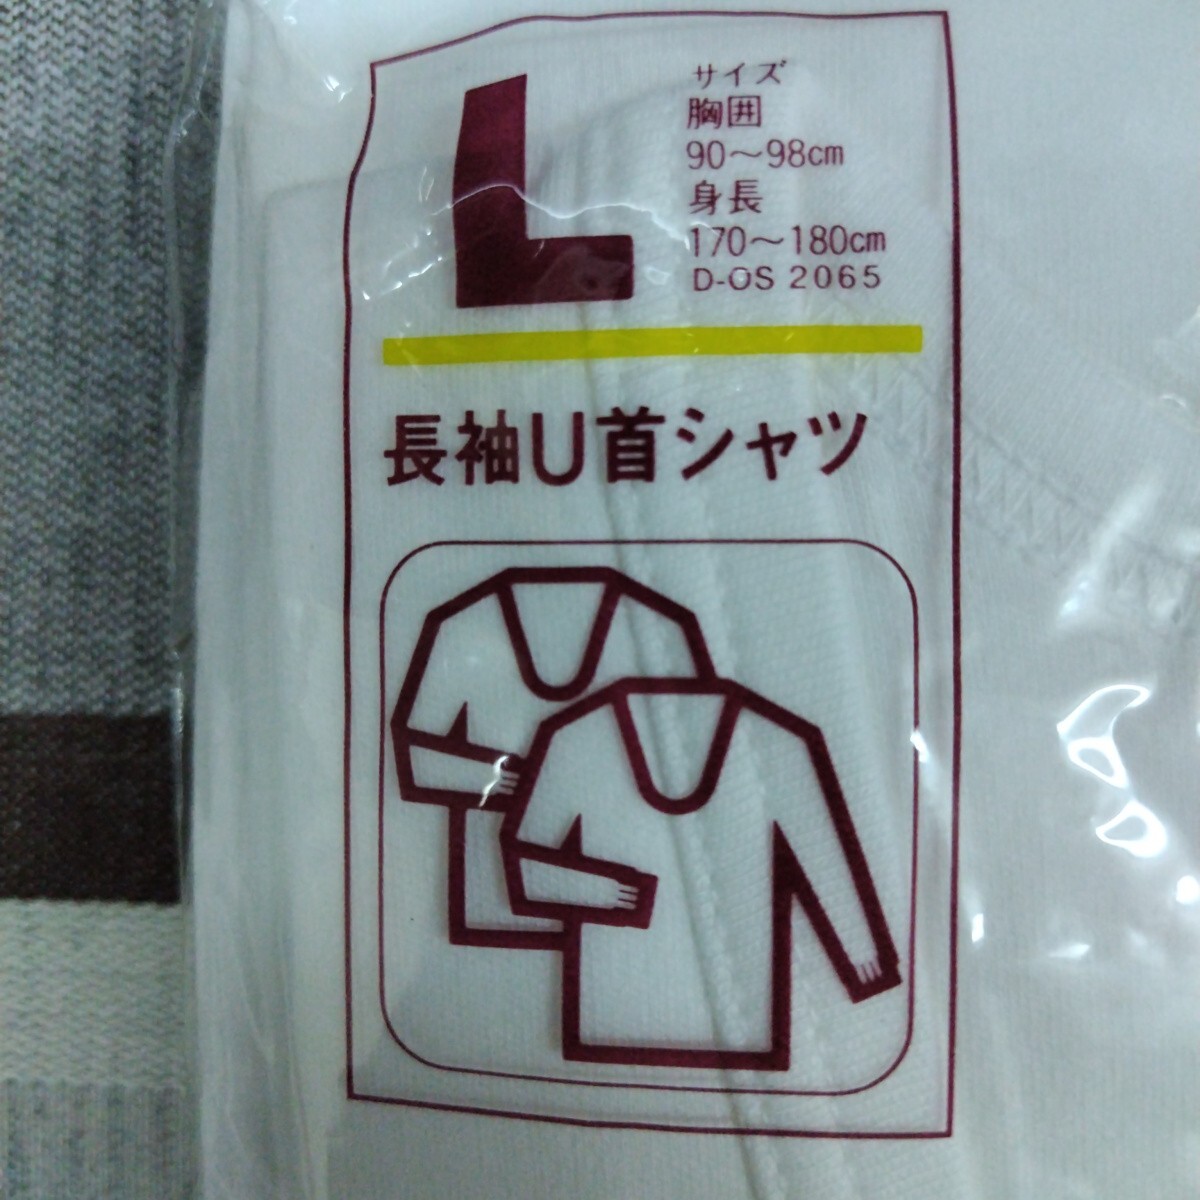 L
サイズ
胸囲
90～98cm
身長
170～180cm
D-OS 2065
長袖U首シャツ